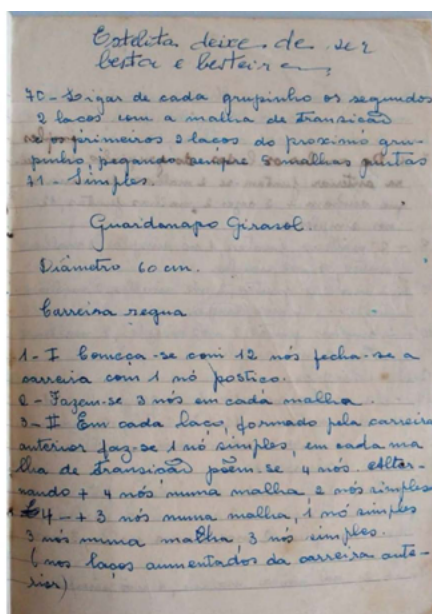 Estelita deixe de ser
besta e besteira
70 - Ligar de cada grupinho os segundos
2 laços com a malha de transição
e os primeiros 2 laços do proximo gru-
pinho, pegando sempre malhas juntas
71 - Simples.
Guardanapo Girasol
Diâmetro 60 cm.
Carreira regua
1 - I Começa-se com 12 nós fecha-se a
carreira com 1 nó postiço.
2 - Fazem-se 3 nós em cada malha.
3 - II Em cada laço, formado pela carreira
anterior faz-se 1 nó simples, em cada ma
lha de transição põem-se 4 nós. Alter-
nando + 4 nós numa malha, 2 nós simples
4 - + 3 nós numa malha, 1 nó simples
3 nós numa malha, 3 nós simples.
(nos laços aumentados da carreira ante-
rior)